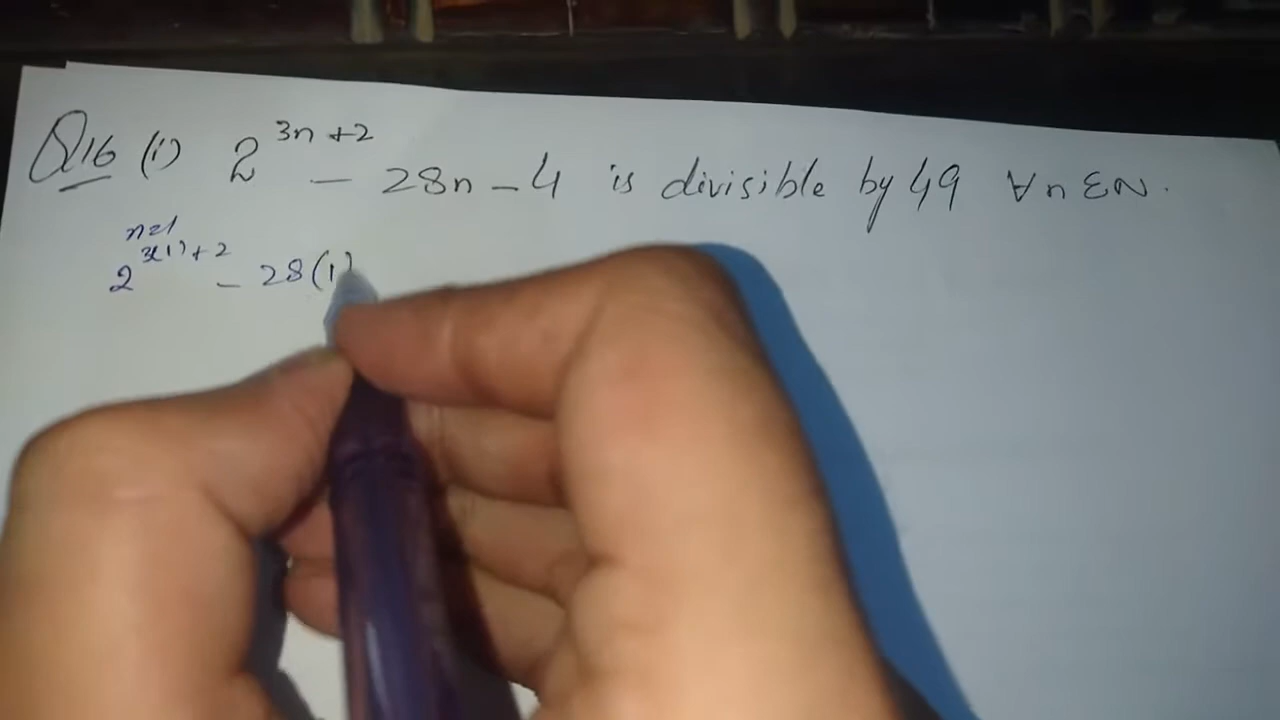 Q16 (i) 2^{3n+2} - 28n - 4 is divisible by 49 ∀ n ∈ N.
n=1
2^{3(1)+2} - 28(1)